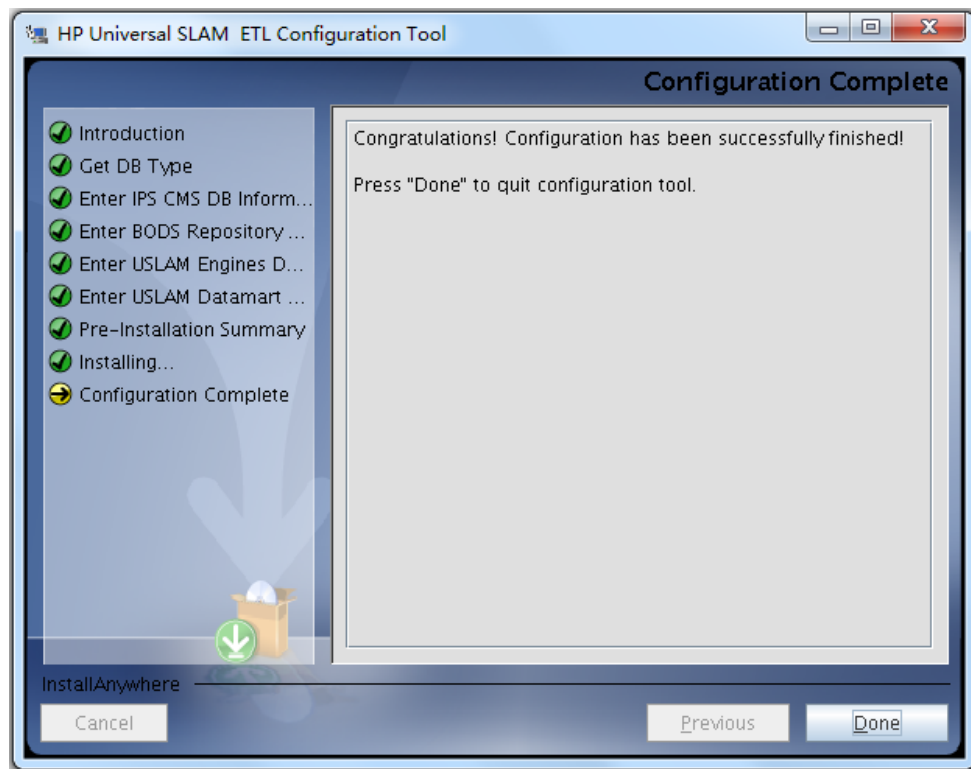 HP Universal SLAM  ETL Configuration Tool
Configuration Complete
Introduction
Get DB Type
Enter IPS CMS DB Inform...
Enter BODS Repository ...
Enter USLAM Engines D...
Enter USLAM Datamart ...
Pre-Installation Summary
Installing...
Configuration Complete
Congratulations! Configuration has been successfully finished!
Press "Done" to quit configuration tool.
InstallAnywhere
Cancel
Previous
Done